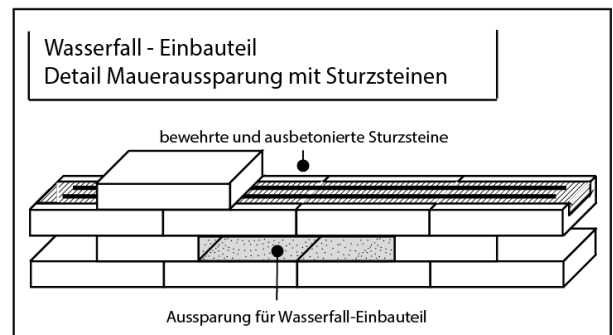 Wasserfall - Einbauteil
Detail Maueraussparung mit Sturzsteinen
bewehrte und ausbetonierte Sturzsteine
Aussparung für Wasserfall-Einbauteil